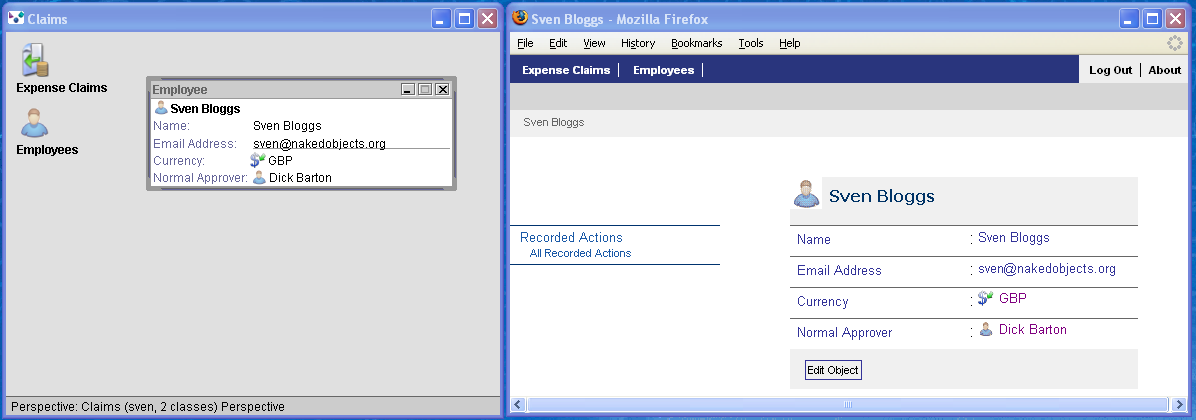 Claims
Expense Claims
Employees
Employee
Sven Bloggs
Name: Sven Bloggs
Email Address: sven@nakedobjects.org
Currency: GBP
Normal Approver: Dick Barton
Perspective: Claims (sven, 2 classes) Perspective
Sven Bloggs - Mozilla Firefox
File Edit View History Bookmarks Tools Help
Expense Claims | Employees | Log Out | About
Sven Bloggs
Recorded Actions
All Recorded Actions
Sven Bloggs
Name : Sven Bloggs
Email Address : sven@nakedobjects.org
Currency : GBP
Normal Approver : Dick Barton
Edit Object